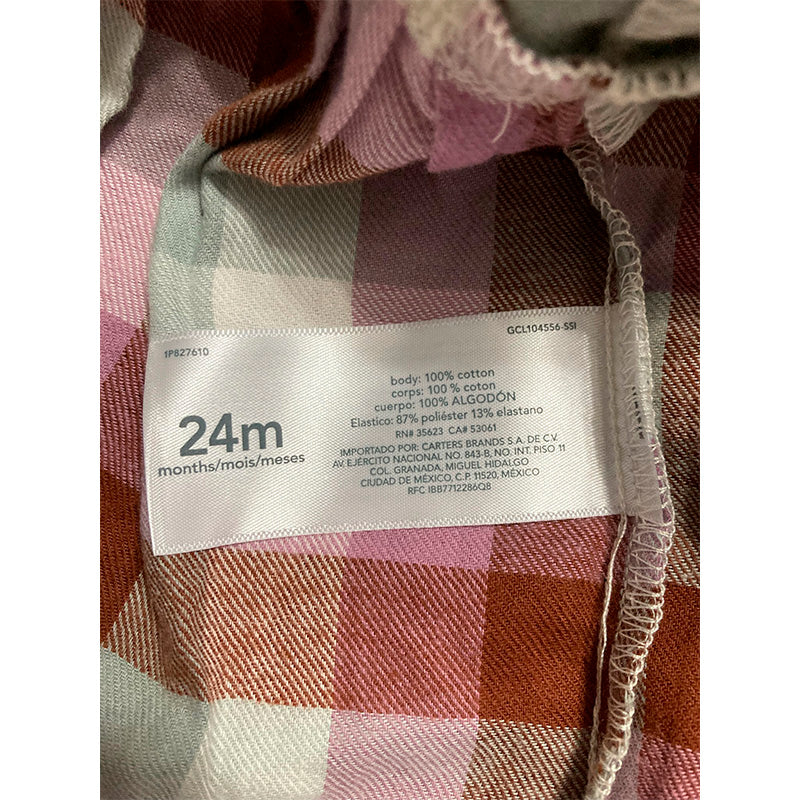 1P827610
GCL104556-SSI
24m
months/mois/meses
body: 100% cotton
corps: 100 % coton
cuerpo: 100% ALGODÓN
Elastico: 87% poliéster 13% elastano
RN# 35623 CA# 53061
IMPORTADO POR: CARTERS BRANDS S.A. DE C.V.
AV. EJÉRCITO NACIONAL NO. 843-B, NO. INT. PISO 11
COL. GRANADA, MIGUEL HIDALGO
CIUDAD DE MÉXICO, C.P. 11520, MÉXICO
RFC IBB7712286Q8